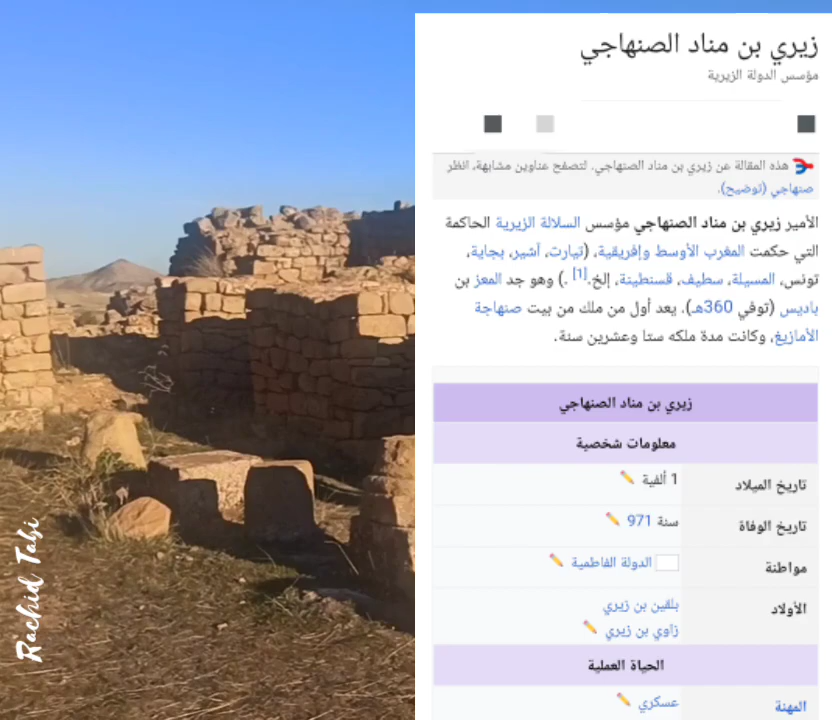 زيري بن مناد الصنهاجي
مؤسس الدولة الزيرية
هذه المقالة عن زيري بن مناد الصنهاجي. لتصفح عناوين مشابهة، انظر
صنهاجي (توضيح).
الأمير زيري بن مناد الصنهاجي مؤسس السلالة الزيرية الحاكمة
التي حكمت المغرب الأوسط وإفريقية، (تيارت، آشير، بجاية،
تونس، المسيلة، سطيف، قسنطينة، إلخ.[1] .) وهو جد المعز بن
باديس (توفي 360هـ). يعد أول من ملك من بيت صنهاجة
الأمازيغ، وكانت مدة ملكه ستا وعشرين سنة.
زيري بن مناد الصنهاجي
معلومات شخصية
تاريخ الميلاد 1 ألفية
تاريخ الوفاة سنة 971
مواطنة الدولة الفاطمية
الأولاد بلقين بن زيري
زاوي بن زيري
الحياة العملية
المهنة عسكري
Rachid Tabi